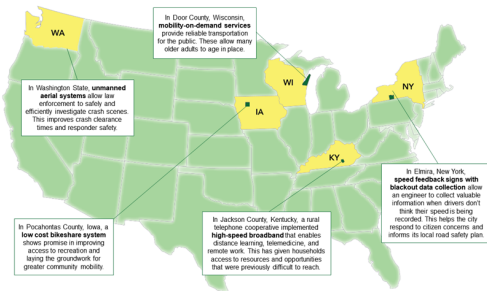 WA
In Door County, Wisconsin,
mobility-on-demand services
provide reliable transportation
for the public. These allow many
older adults to age in place.
WI
NY
IA
KY
In Washington State, unmanned
aerial systems allow law
enforcement to safely and
efficiently investigate crash scenes.
This improves crash clearance
times and responder safety.
In Pocahontas County, Iowa, a
low cost bikeshare system
shows promise in improving
access to recreation and
laying the groundwork for
greater community mobility.
In Jackson County, Kentucky, a rural
telephone cooperative implemented
high-speed broadband that enables
distance learning, telemedicine, and
remote work. This has given households
access to resources and opportunities
that were previously difficult to reach.
In Elmira, New York,
speed feedback signs with
blackout data collection allow
an engineer to collect valuable
information when drivers don't
think their speed is being
recorded. This helps the city
respond to citizen concerns and
informs its local road safety plan.